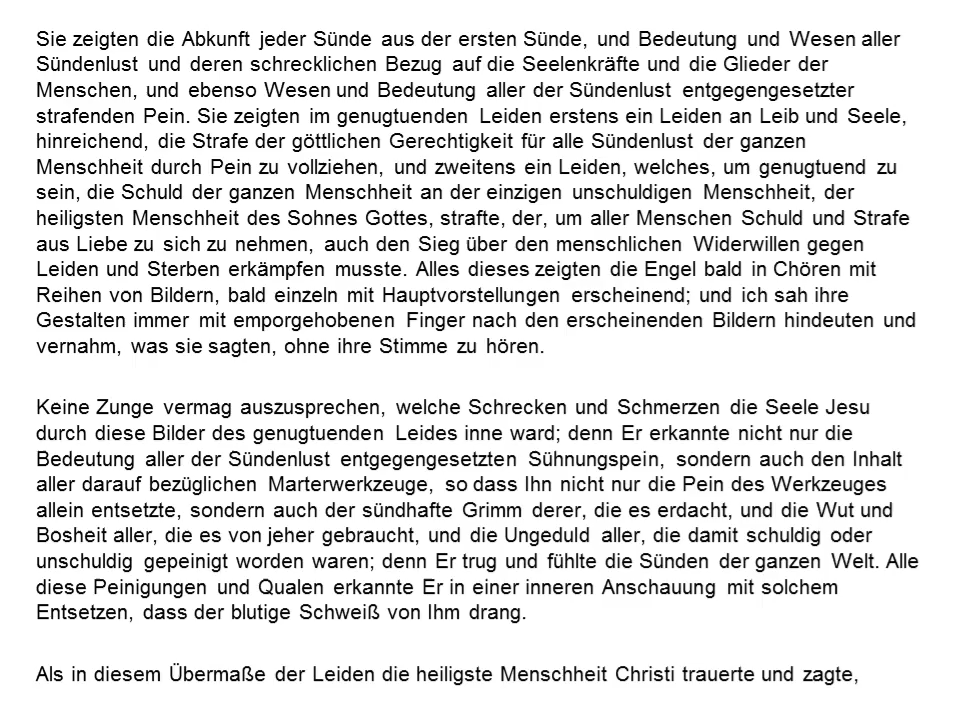 Sie zeigten die Abkunft jeder Sünde aus der ersten Sünde, und Bedeutung und Wesen aller
Sündenlust und deren schrecklichen Bezug auf die Seelenkräfte und die Glieder der
Menschen, und ebenso Wesen und Bedeutung aller der Sündenlust entgegengesetzter
strafenden Pein. Sie zeigten im genugtuenden Leiden erstens ein Leiden an Leib und Seele,
hinreichend, die Strafe der göttlichen Gerechtigkeit für alle Sündenlust der ganzen
Menschheit durch Pein zu vollziehen, und zweitens ein Leiden, welches, um genugtuend zu
sein, die Schuld der ganzen Menschheit an der einzigen unschuldigen Menschheit, der
heiligsten Menschheit des Sohnes Gottes, strafte, der, um aller Menschen Schuld und Strafe
aus Liebe zu sich zu nehmen, auch den Sieg über den menschlichen Widerwillen gegen
Leiden und Sterben erkämpfen musste. Alles dieses zeigten die Engel bald in Chören mit
Reihen von Bildern, bald einzeln mit Hauptvorstellungen erscheinend; und ich sah ihre
Gestalten immer mit emporgehobenen Finger nach den erscheinenden Bildern hindeuten und
vernahm, was sie sagten, ohne ihre Stimme zu hören.
Keine Zunge vermag auszusprechen, welche Schrecken und Schmerzen die Seele Jesu
durch diese Bilder des genugtuenden Leides inne ward; denn Er erkannte nicht nur die
Bedeutung aller der Sündenlust entgegengesetzten Sühnungspein, sondern auch den Inhalt
aller darauf bezüglichen Marterwerkzeuge, so dass Ihn nicht nur die Pein des Werkzeuges
allein entsetzte, sondern auch der sündhafte Grimm derer, die es erdacht, und die Wut und
Bosheit aller, die es von jeher gebraucht, und die Ungeduld aller, die damit schuldig oder
unschuldig gepeinigt worden waren; denn Er trug und fühlte die Sünden der ganzen Welt. Alle
diese Peinigungen und Qualen erkannte Er in einer inneren Anschauung mit solchem
Entsetzen, dass der blutige Schweiß von Ihm drang.
Als in diesem Übermaße der Leiden die heiligste Menschheit Christi trauerte und zagte,